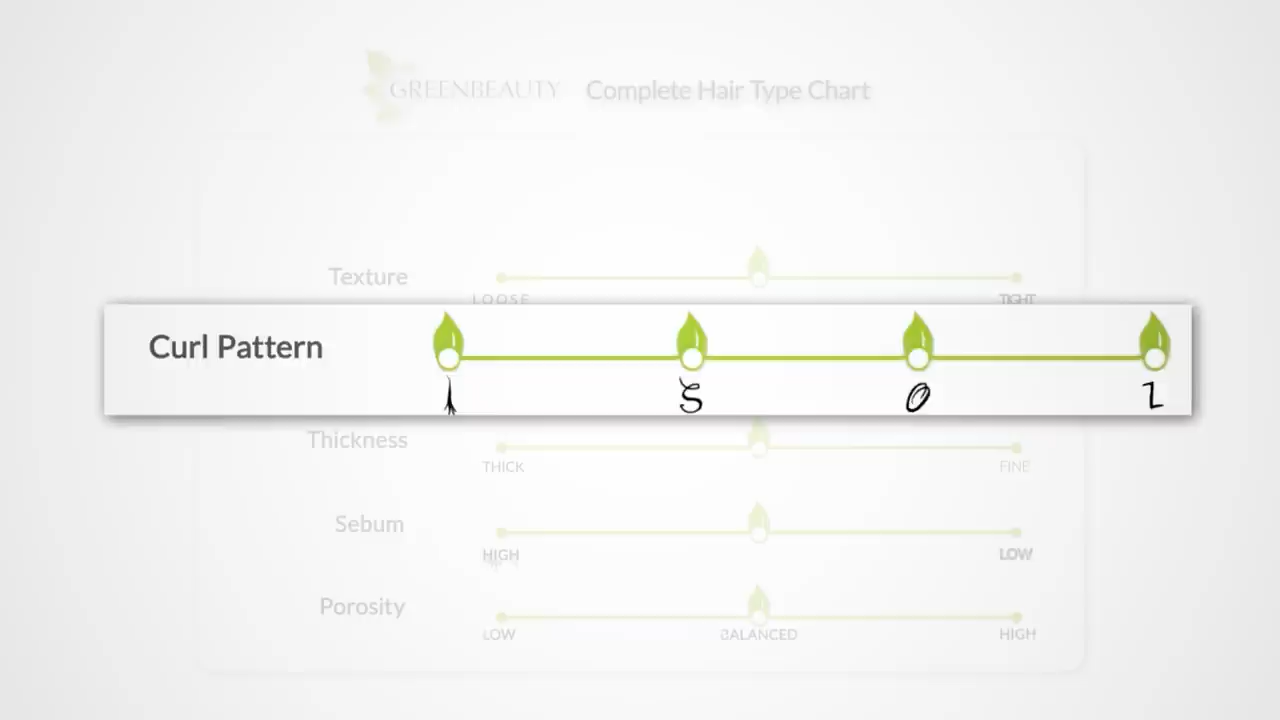 GREENBEAUTY Complete Hair Type Chart
Texture
LOOSE TIGHT
Curl Pattern
I S O Z
Thickness
THICK FINE
Sebum
HIGH LOW
Porosity
LOW BALANCED HIGH